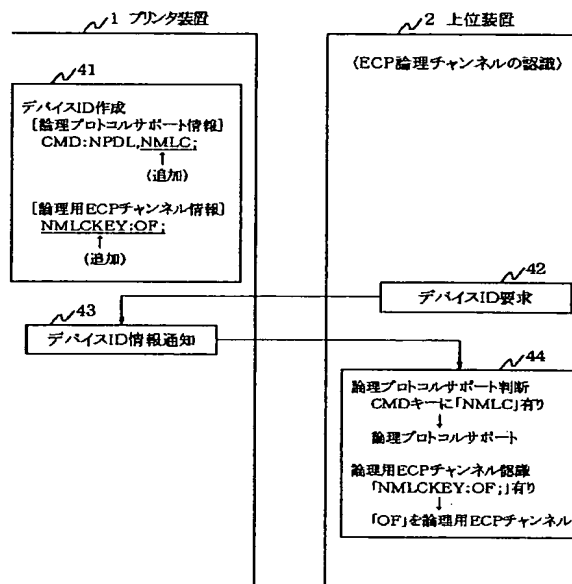 1 プリンタ装置
2 上位装置
〈ECP論理チャンネルの認識〉
41
デバイスID作成
[論理プロトコルサポート情報]
CMD:NPDL,NMLC;
↑
(追加)
[論理用ECPチャンネル情報]
NMLCKEY:OF;
↑
(追加)
42
デバイスID要求
43
デバイスID情報通知
44
論理プロトコルサポート判断
CMDキーに「NMLC」有り
↓
論理プロトコルサポート
論理用ECPチャンネル認識
「NMLCKEY:OF;」有り
↓
「OF」を論理用ECPチャンネル